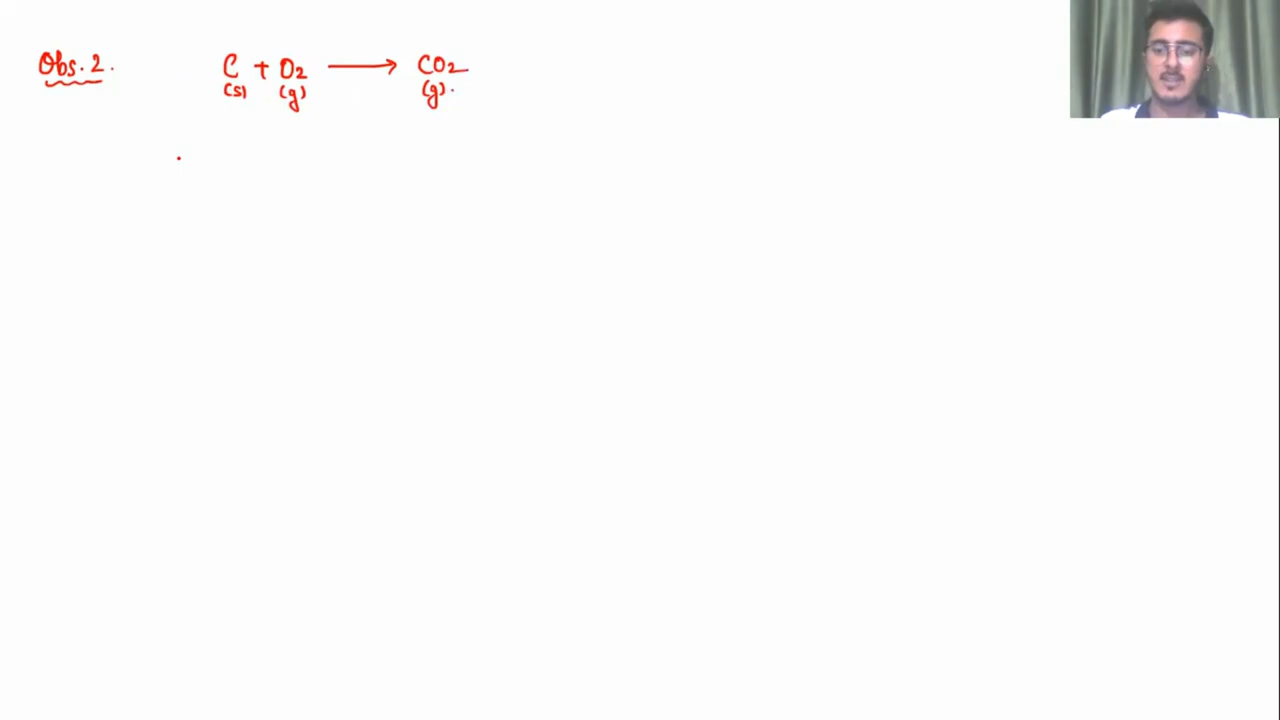 Obs. 2. C + O2 ⟶ CO2
(s) (g) (g).